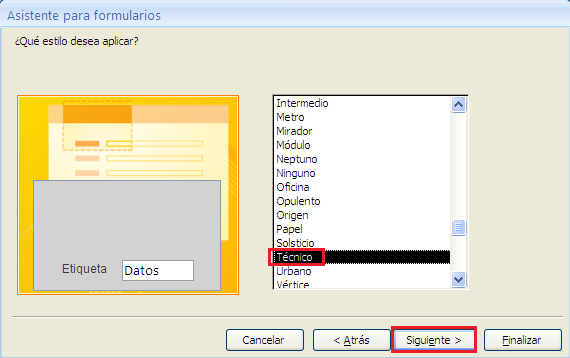 Asistente para formularios
¿Qué estilo desea aplicar?
Intermedio
Metro
Mirador
Módulo
Neptuno
Ninguno
Oficina
Opulento
Origen
Papel
Solsticio
Técnico
Urbano
Vértice
Etiqueta
Datos
Cancelar
< Atrás
Siguiente >
Finalizar